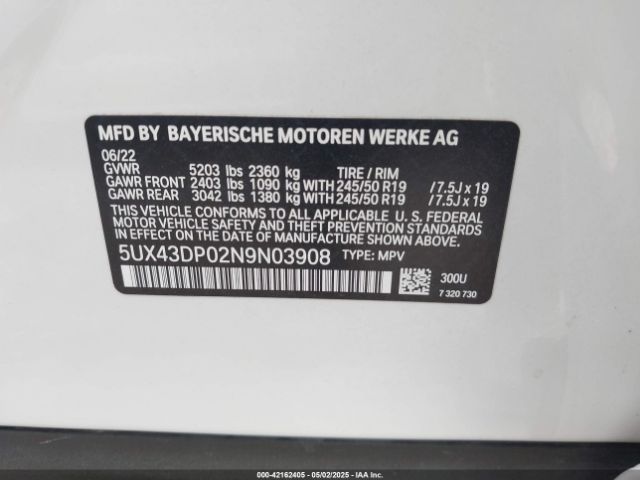 MFD BY BAYERISCHE MOTOREN WERKE AG
06/22
GVWR 5203 lbs 2360 kg TIRE / RIM
GAWR FRONT 2403 lbs 1090 kg WITH 245/50 R19 /7.5J x 19
GAWR REAR 3042 lbs 1380 kg WITH 245/50 R19 /7.5J x 19
THIS VEHICLE CONFORMS TO ALL APPLICABLE U. S. FEDERAL
MOTOR VEHICLE SAFETY AND THEFT PREVENTION STANDARDS
IN EFFECT ON THE DATE OF MANUFACTURE SHOWN ABOVE.
5UX43DP02N9N03908 TYPE: MPV
300U
7 320 730
000-42162405 - 05/02/2025 - IAA Inc.